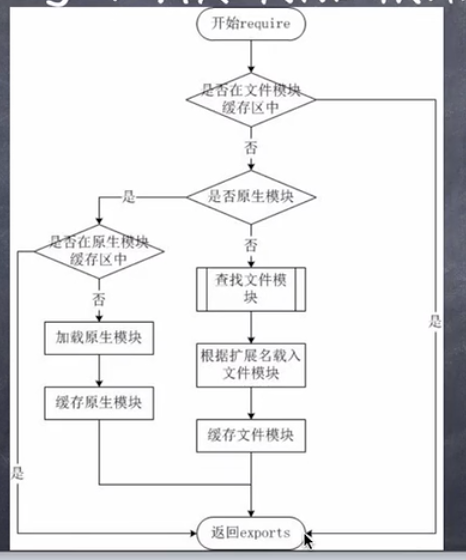 开始require
是否在文件模块
缓存区中
否
是
是否原生模块
是否在原生模块
缓存区中
否
查找文件模
块
否
加载原生模块
根据扩展名载入
文件模块
是
缓存原生模块
缓存文件模块
是
返回exports